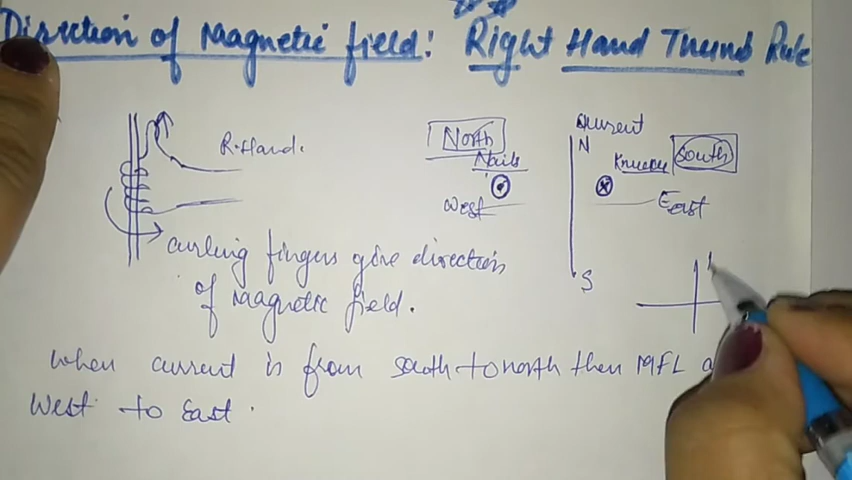 Direction of Magnetic field: Right Hand Thumb Rule
R.Hand.
North
Nails
West
Current
N
S
Knuckle
South
East
curling fingers give direction
of Magnetic field.
when current is from south to north then MFL a
West to East.